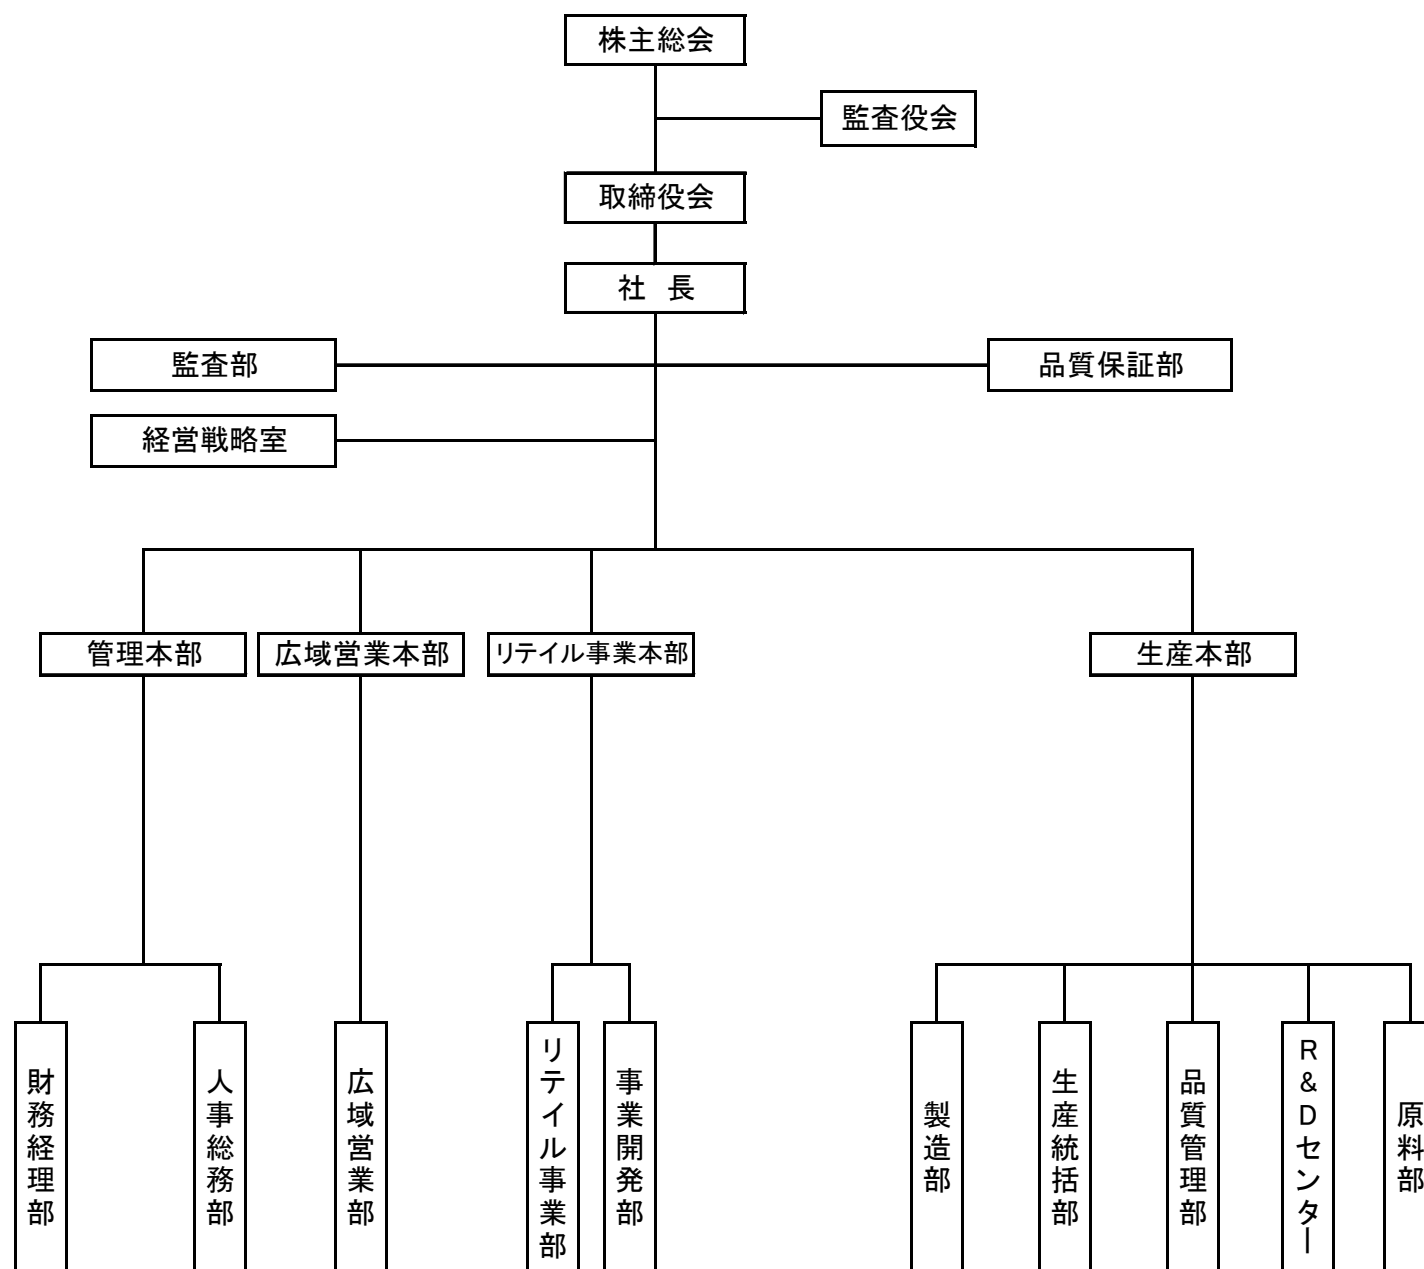 株主総会
監査役会
取締役会
社 長
監査部
品質保証部
経営戦略室
管理本部
広域営業本部
リテイル事業本部
生産本部
財務経理部
人事総務部
広域営業部
リテイル事業部
事業開発部
製造部
生産統括部
品質管理部
R&Dセンター
原料部